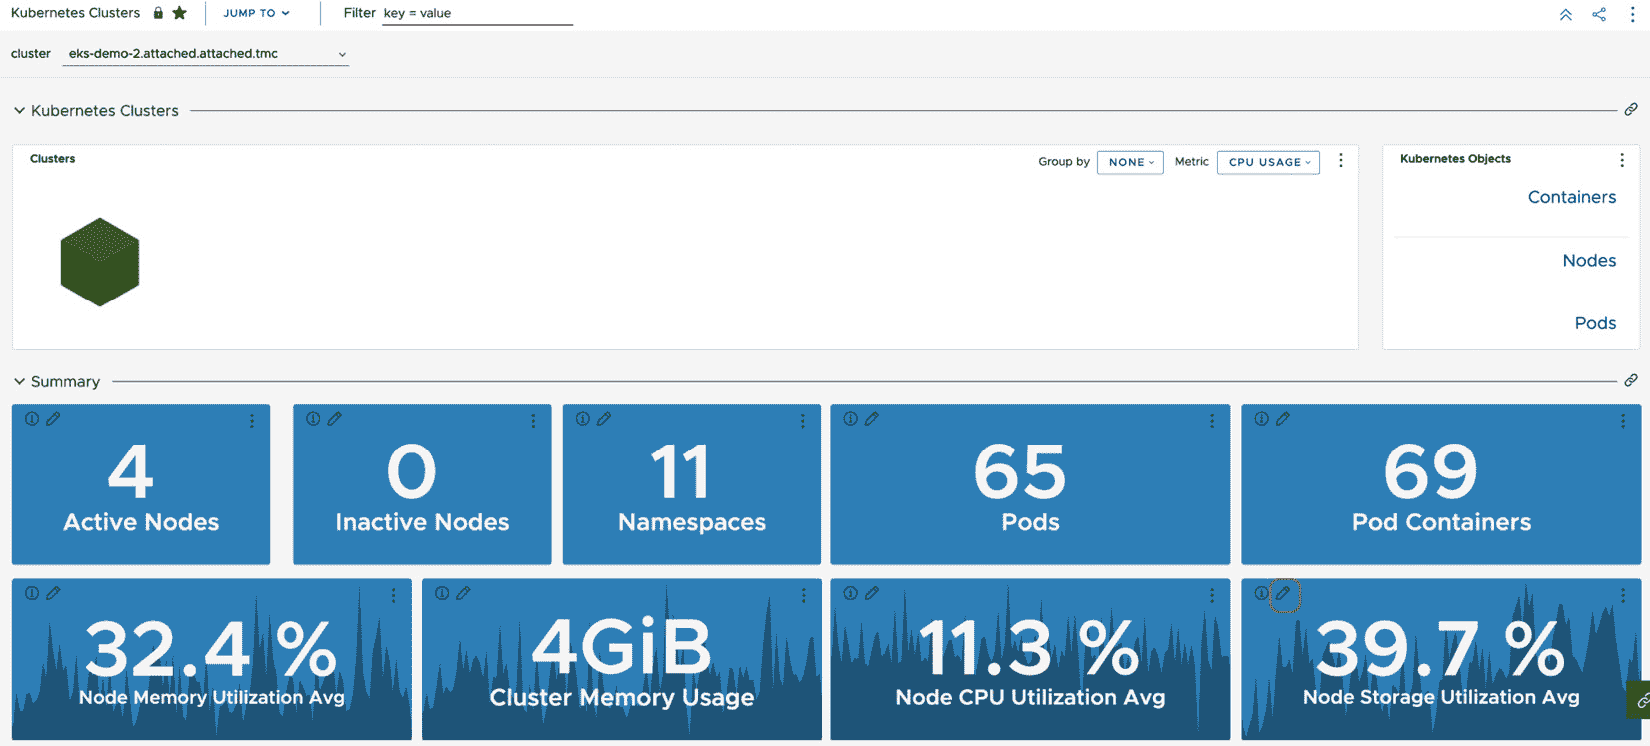 Kubernetes Clusters JUMP TO Filter key = value
cluster eks-demo-2.attached.attached.tmc
Kubernetes Clusters
Clusters Group by NONE Metric CPU USAGE
Kubernetes Objects
Containers
Nodes
Pods
Summary
4
Active Nodes
0
Inactive Nodes
11
Namespaces
65
Pods
69
Pod Containers
32.4 %
Node Memory Utilization Avg
4GiB
Cluster Memory Usage
11.3 %
Node CPU Utilization Avg
39.7 %
Node Storage Utilization Avg